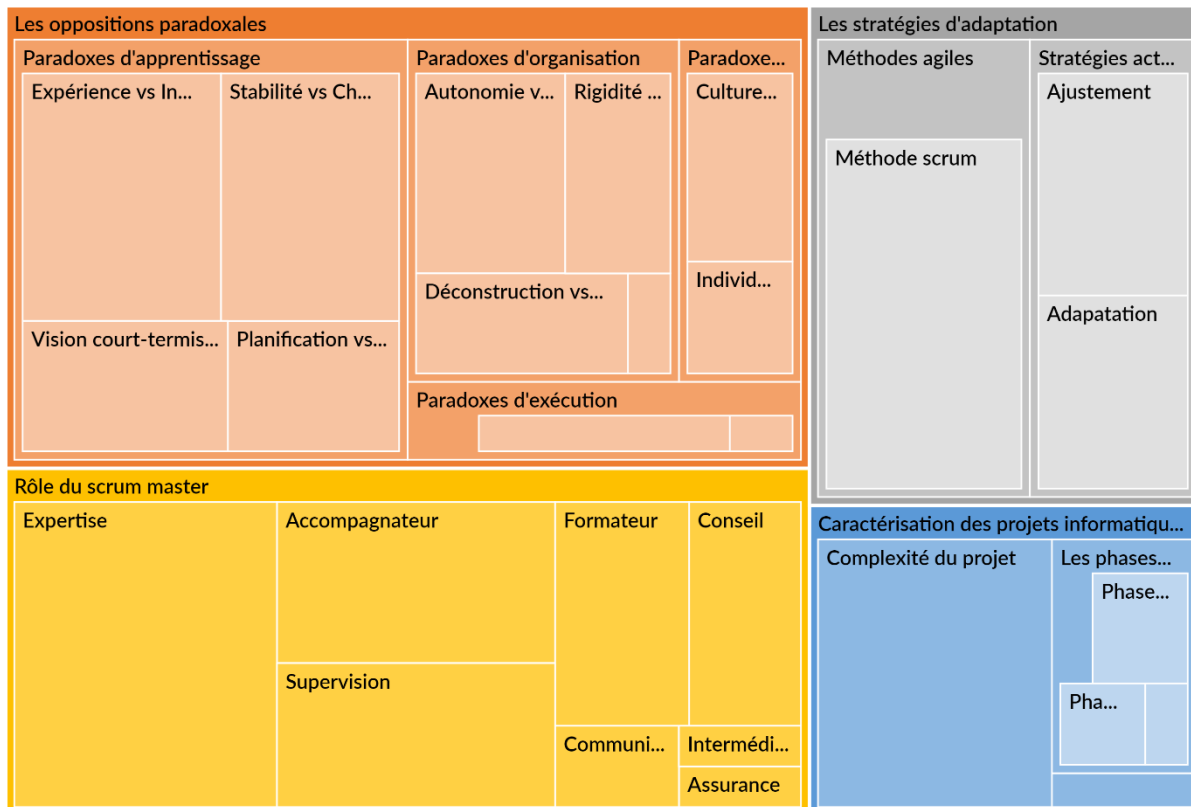 Les oppositions paradoxales
Paradoxes d'apprentissage
Expérience vs In...
Stabilité vs Ch...
Vision court-termis...
Planification vs...
Paradoxes d'organisation
Autonomie v...
Rigidité ...
Déconstruction vs...
Paradoxe...
Culture...
Individ...
Paradoxes d'exécution
Les stratégies d'adaptation
Méthodes agiles
Méthode scrum
Stratégies act...
Ajustement
Adapatation
Rôle du scrum master
Expertise
Accompagnateur
Supervision
Formateur
Conseil
Communi...
Intermédi...
Assurance
Caractérisation des projets informatiqu...
Complexité du projet
Les phases...
Phase...
Pha...